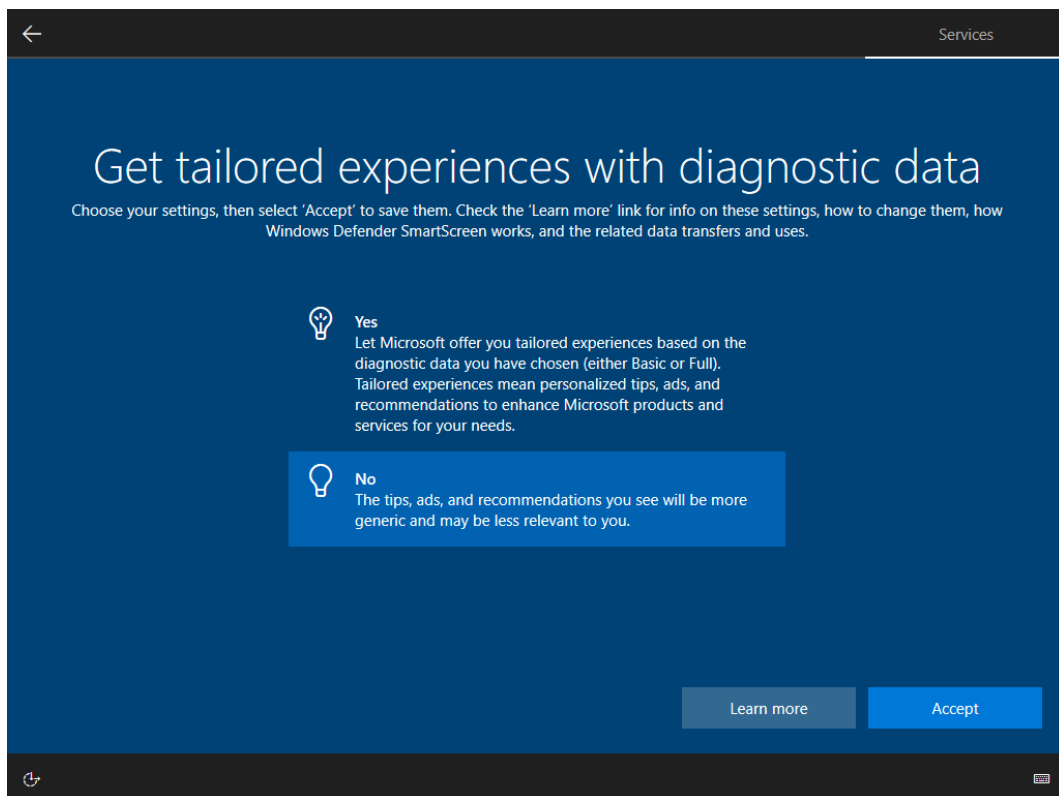 Services
Get tailored experiences with diagnostic data
Choose your settings, then select ‘Accept’ to save them. Check the ‘Learn more’ link for info on these settings, how to change them, how
Windows Defender SmartScreen works, and the related data transfers and uses.
Yes
Let Microsoft offer you tailored experiences based on the
diagnostic data you have chosen (either Basic or Full).
Tailored experiences mean personalized tips, ads, and
recommendations to enhance Microsoft products and
services for your needs.
No
The tips, ads, and recommendations you see will be more
generic and may be less relevant to you.
Learn more
Accept